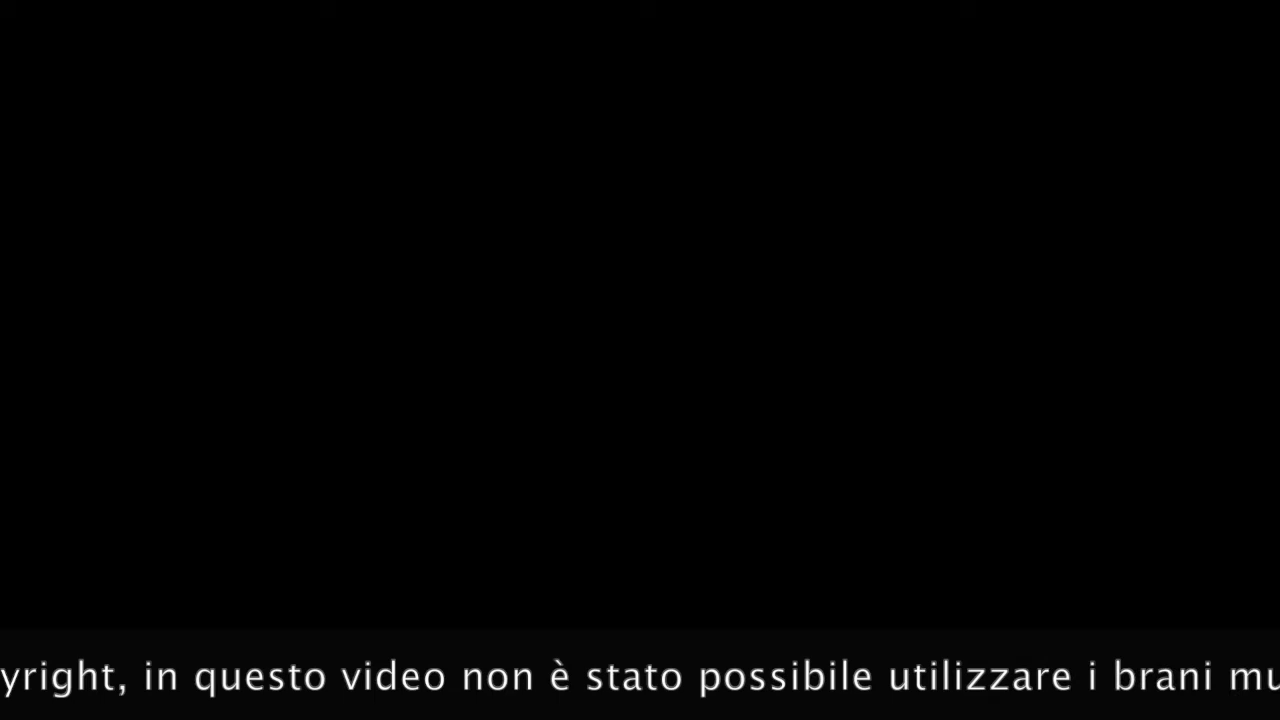 yright, in questo video non è stato possibile utilizzare i brani mu